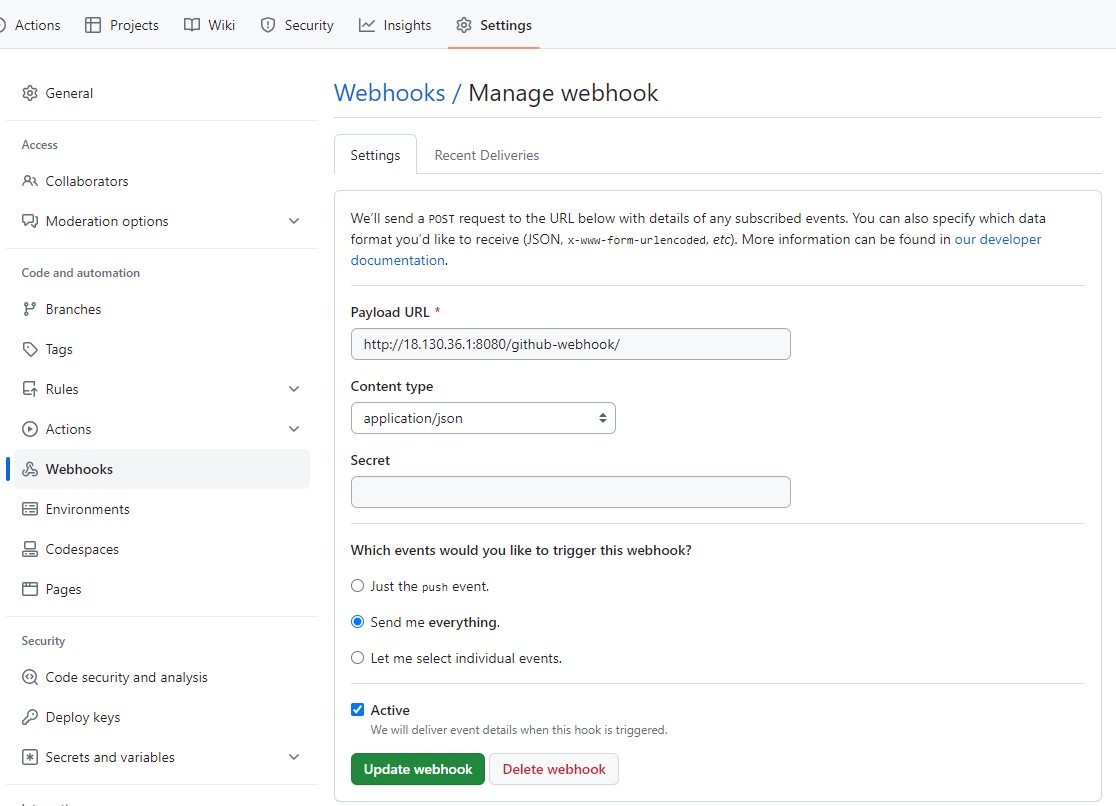 Actions Projects Wiki Security Insights Settings
General
Access
Collaborators
Moderation options
Code and automation
Branches
Tags
Rules
Actions
Webhooks
Environments
Codespaces
Pages
Security
Code security and analysis
Deploy keys
Secrets and variables
Webhooks / Manage webhook
Settings Recent Deliveries
We'll send a POST request to the URL below with details of any subscribed events. You can also specify which data
format you'd like to receive (JSON, x-www-form-urlencoded, etc). More information can be found in our developer
documentation.
Payload URL *
http://18.130.36.1:8080/github-webhook/
Content type
application/json
Secret
Which events would you like to trigger this webhook?
Just the push event.
Send me everything.
Let me select individual events.
Active
We will deliver event details when this hook is triggered.
Update webhook Delete webhook